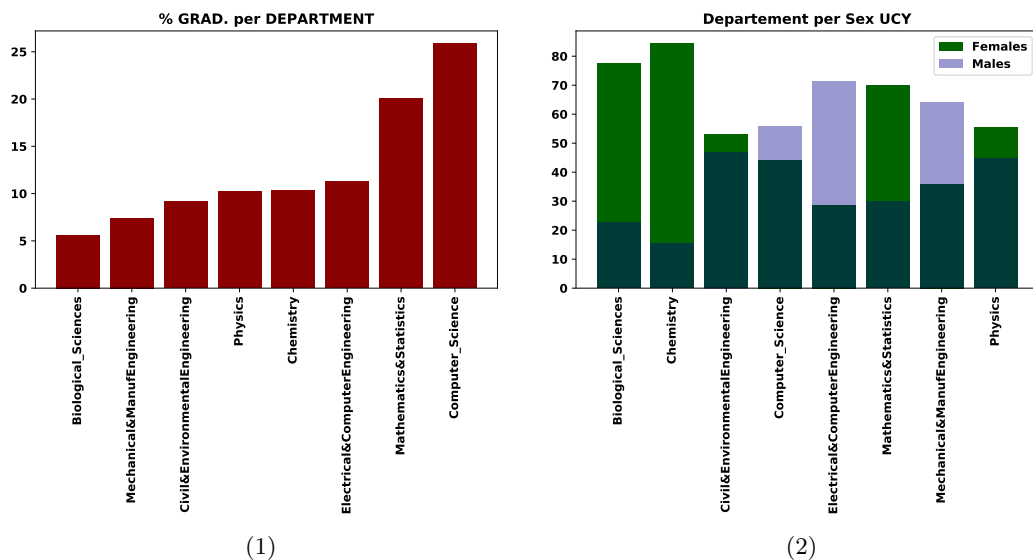 % GRAD. per DEPARTMENT
25
20
15
10
5
0
Biological_Sciences
Mechanical&ManufEngineering
Civil&EnvironmentalEngineering
Physics
Chemistry
Electrical&ComputerEngineering
Mathematics&Statistics
Computer_Science
(1)
Departement per Sex UCY
Females
Males
80
70
60
50
40
30
20
10
0
Biological_Sciences
Chemistry
Civil&EnvironmentalEngineering
Computer_Science
Electrical&ComputerEngineering
Mathematics&Statistics
Mechanical&ManufEngineering
Physics
(2)